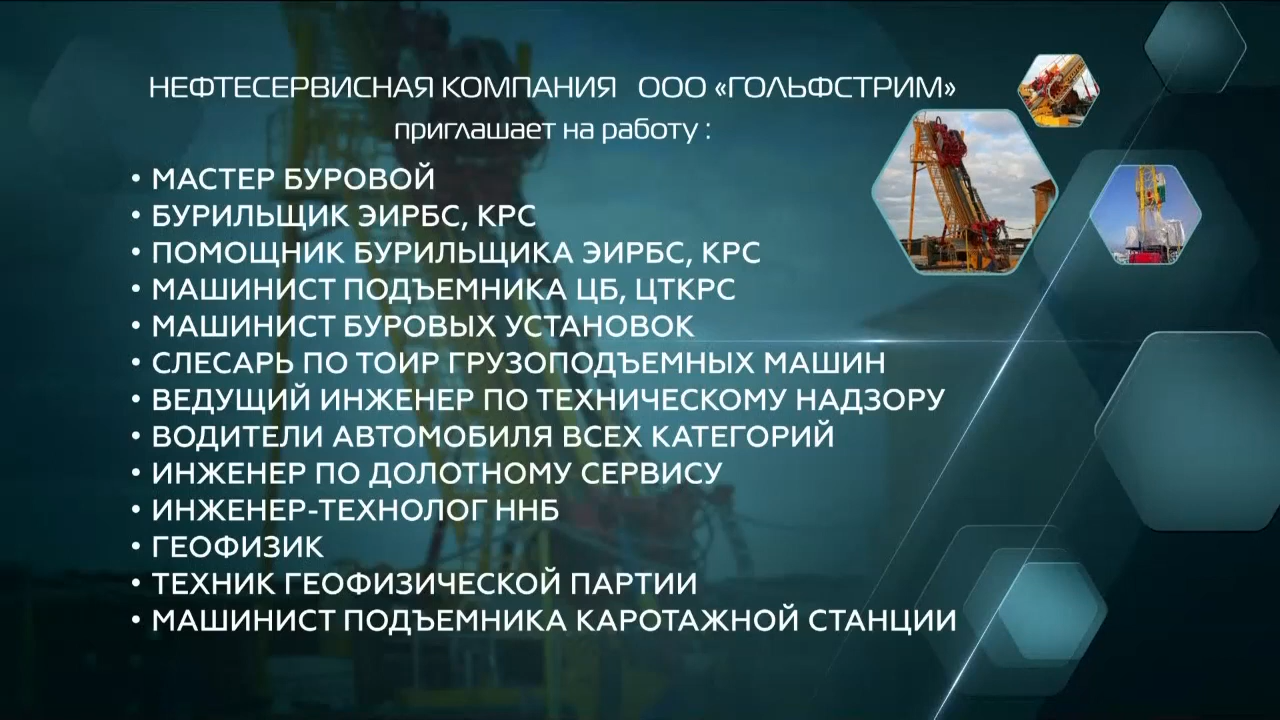 НЕФТЕСЕРВИСНАЯ КОМПАНИЯ ООО «ГОЛЬФСТРИМ»
приглашает на работу :
• МАСТЕР БУРОВОЙ
• БУРИЛЬЩИК ЭИРБС, КРС
• ПОМОЩНИК БУРИЛЬЩИКА ЭИРБС, КРС
• МАШИНИСТ ПОДЪЕМНИКА ЦБ, ЦТКРС
• МАШИНИСТ БУРОВЫХ УСТАНОВОК
• СЛЕСАРЬ ПО ТОИР ГРУЗОПОДЪЕМНЫХ МАШИН
• ВЕДУЩИЙ ИНЖЕНЕР ПО ТЕХНИЧЕСКОМУ НАДЗОРУ
• ВОДИТЕЛИ АВТОМОБИЛЯ ВСЕХ КАТЕГОРИЙ
• ИНЖЕНЕР ПО ДОЛОТНОМУ СЕРВИСУ
• ИНЖЕНЕР-ТЕХНОЛОГ ННБ
• ГЕОФИЗИК
• ТЕХНИК ГЕОФИЗИЧЕСКОЙ ПАРТИИ
• МАШИНИСТ ПОДЪЕМНИКА КАРОТАЖНОЙ СТАНЦИИ